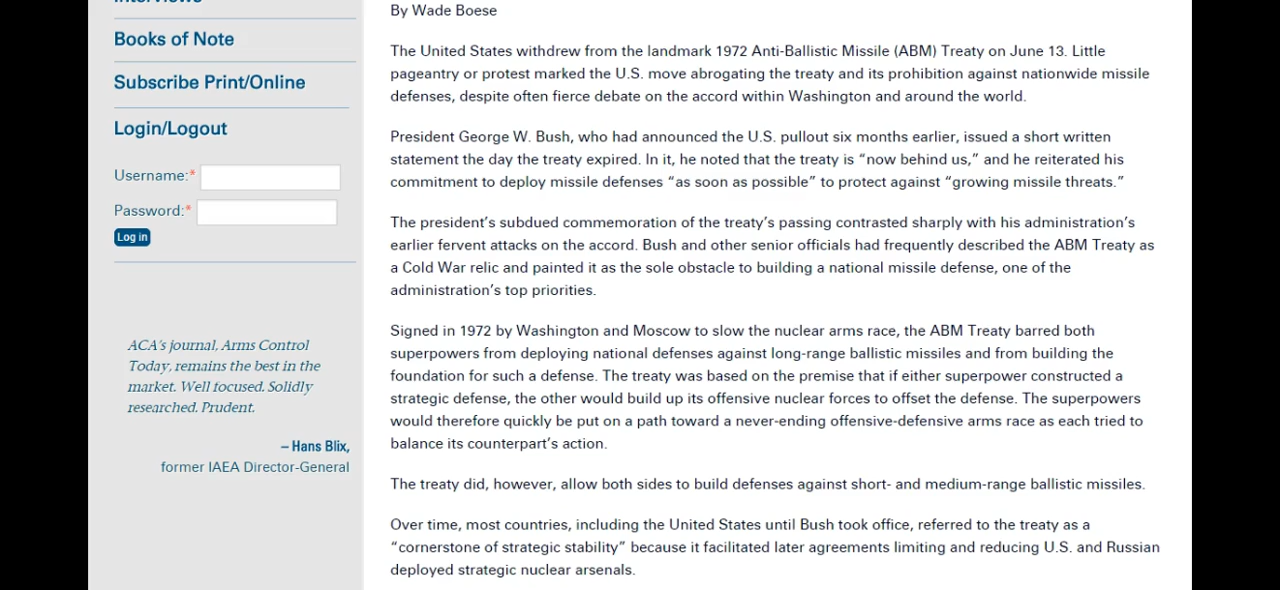 Books of Note
Subscribe Print/Online
Login/Logout
Username:*
Password:*
Log in
ACA's journal, Arms Control
Today, remains the best in the
market. Well focused. Solidly
researched. Prudent.
– Hans Blix,
former IAEA Director-General
By Wade Boese
The United States withdrew from the landmark 1972 Anti-Ballistic Missile (ABM) Treaty on June 13. Little
pageantry or protest marked the U.S. move abrogating the treaty and its prohibition against nationwide missile
defenses, despite often fierce debate on the accord within Washington and around the world.
President George W. Bush, who had announced the U.S. pullout six months earlier, issued a short written
statement the day the treaty expired. In it, he noted that the treaty is “now behind us,” and he reiterated his
commitment to deploy missile defenses “as soon as possible” to protect against “growing missile threats.”
The president’s subdued commemoration of the treaty’s passing contrasted sharply with his administration’s
earlier fervent attacks on the accord. Bush and other senior officials had frequently described the ABM Treaty as
a Cold War relic and painted it as the sole obstacle to building a national missile defense, one of the
administration’s top priorities.
Signed in 1972 by Washington and Moscow to slow the nuclear arms race, the ABM Treaty barred both
superpowers from deploying national defenses against long-range ballistic missiles and from building the
foundation for such a defense. The treaty was based on the premise that if either superpower constructed a
strategic defense, the other would build up its offensive nuclear forces to offset the defense. The superpowers
would therefore quickly be put on a path toward a never-ending offensive-defensive arms race as each tried to
balance its counterpart’s action.
The treaty did, however, allow both sides to build defenses against short- and medium-range ballistic missiles.
Over time, most countries, including the United States until Bush took office, referred to the treaty as a
“cornerstone of strategic stability” because it facilitated later agreements limiting and reducing U.S. and Russian
deployed strategic nuclear arsenals.